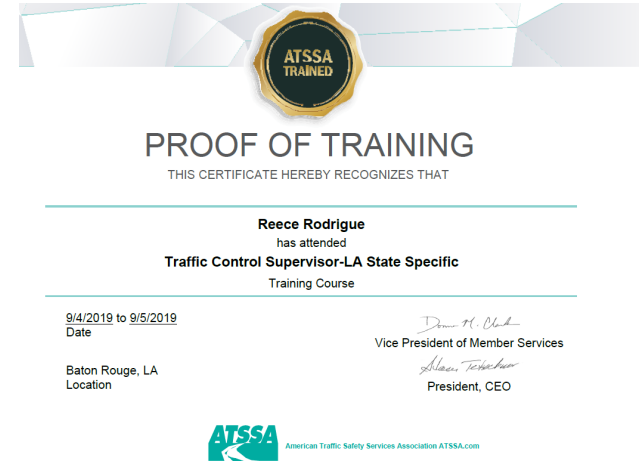 ATSSA
TRAINED
PROOF OF TRAINING
THIS CERTIFICATE HEREBY RECOGNIZES THAT
Reece Rodrigue
has attended
Traffic Control Supervisor-LA State Specific
Training Course
9/4/2019 to 9/5/2019
Date
Donna M. Clark
Vice President of Member Services
Baton Rouge, LA
Location
President, CEO
ATSSA
American Traffic Safety Services Association ATSSA.com